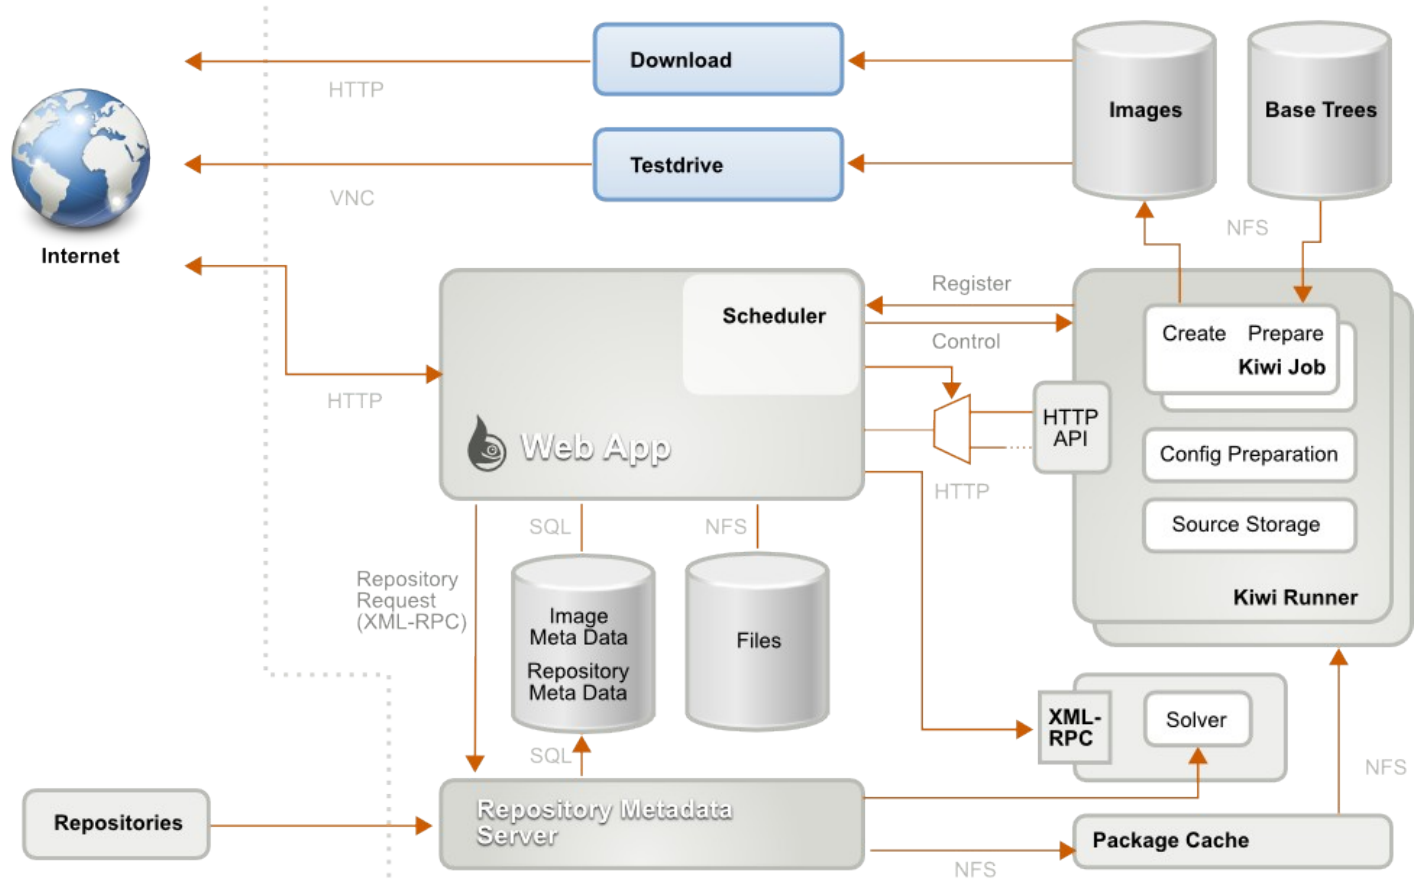 Download
HTTP
Images
Base Trees
Testdrive
VNC
Internet
NFS
Register
Scheduler
Control
Create Prepare
Kiwi Job
HTTP
HTTP
API
Web App
Config Preparation
HTTP
Source Storage
SQL
NFS
Repository
Request
(XML-RPC)
Image
Meta Data
Repository
Meta Data
Files
Kiwi Runner
XML-
RPC
Solver
SQL
NFS
Repositories
Repository Metadata
Server
Package Cache
NFS